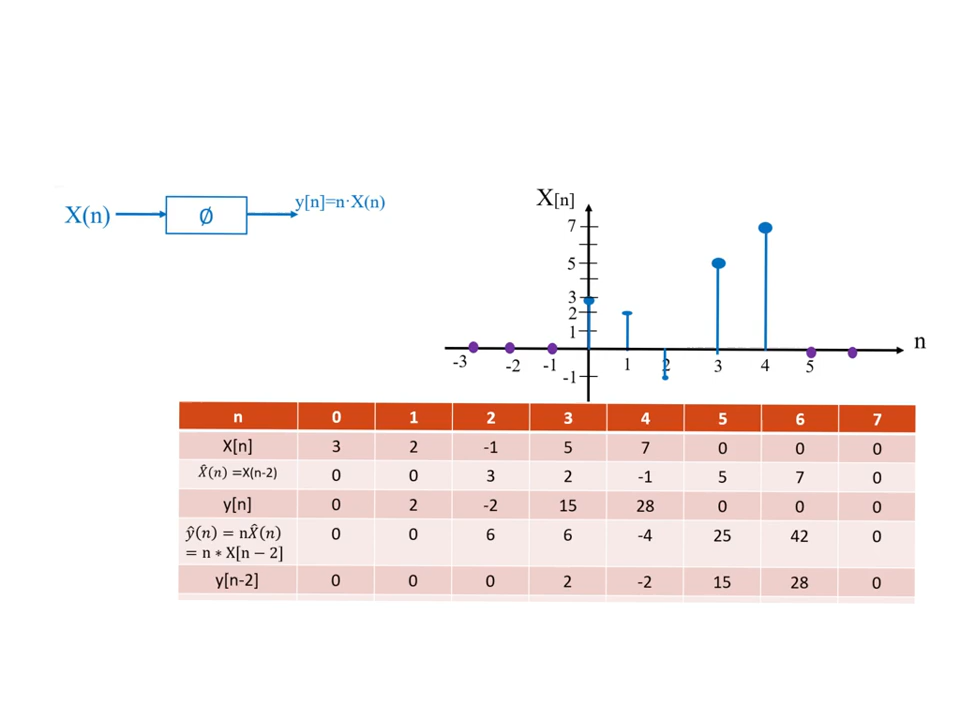 X(n)
∅
y[n]=n·X(n)
X[n]
7
5
3
2
1
-1
-3 -2 -1 1 2 3 4 5
n
n 0 1 2 3 4 5 6 7
X[n] 3 2 -1 5 7 0 0 0
X̂(n) =X(n-2) 0 0 3 2 -1 5 7 0
y[n] 0 2 -2 15 28 0 0 0
ŷ(n) = nX̂(n)
= n ∗ X[n − 2] 0 0 6 6 -4 25 42 0
y[n-2] 0 0 0 2 -2 15 28 0